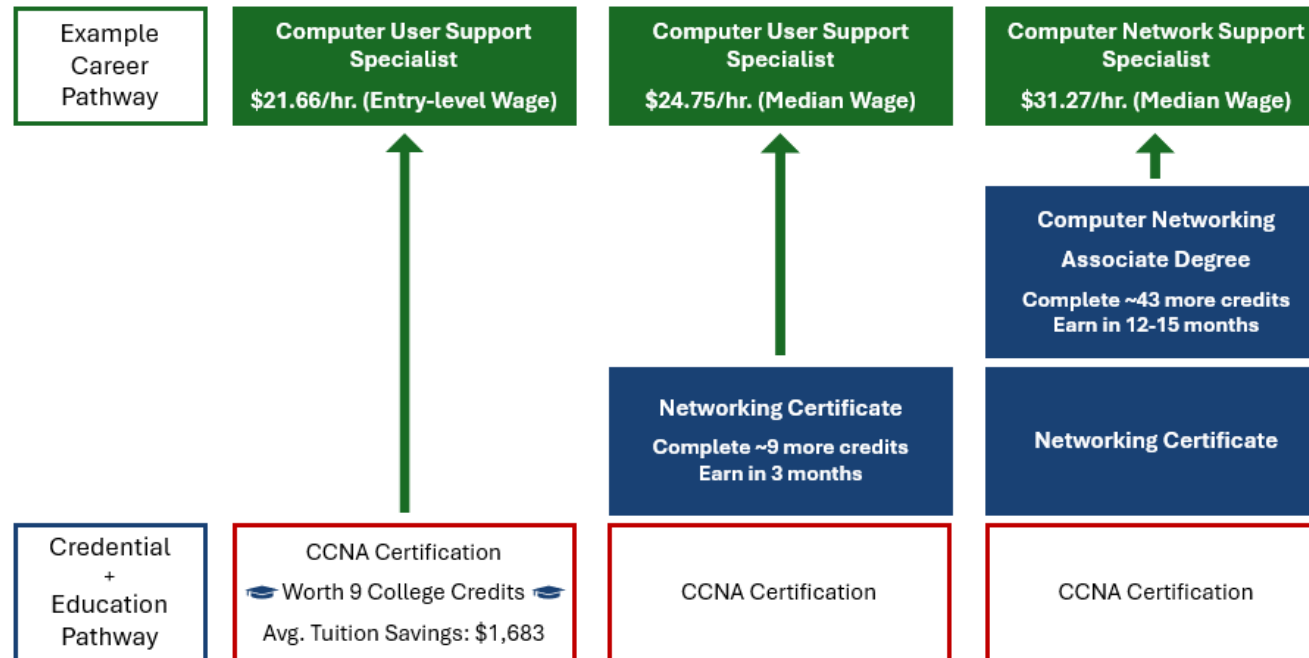 Example
Career
Pathway
Computer User Support
Specialist
$21.66/hr. (Entry-level Wage)
Computer User Support
Specialist
$24.75/hr. (Median Wage)
Computer Network Support
Specialist
$31.27/hr. (Median Wage)
Computer Networking
Associate Degree
Complete ~43 more credits
Earn in 12-15 months
Networking Certificate
Complete ~9 more credits
Earn in 3 months
Networking Certificate
Credential
+
Education
Pathway
CCNA Certification
Worth 9 College Credits
Avg. Tuition Savings: $1,683
CCNA Certification
CCNA Certification